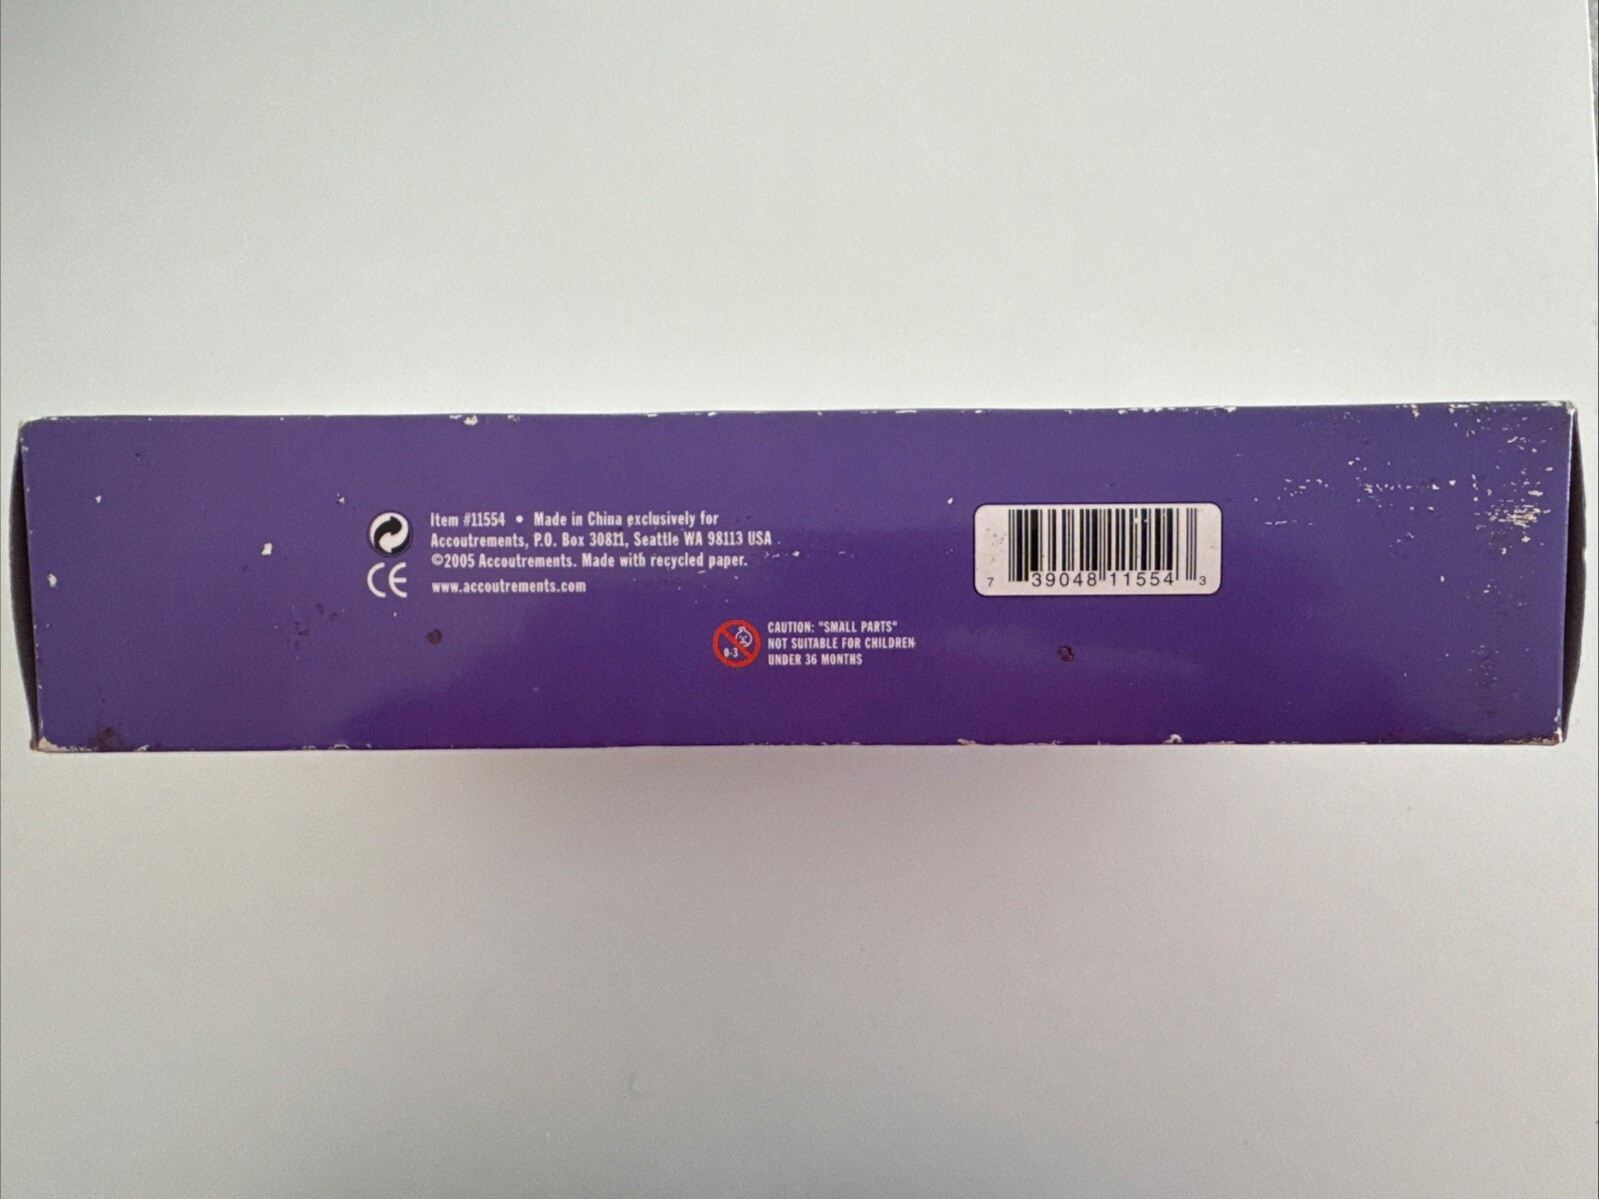 Item #11554 • Made in China exclusively for
Accoutrements, P.O. Box 30811, Seattle WA 98113 USA
©2005 Accoutrements. Made with recycled paper.
www.accoutrements.com
CE
7 39048 11554 3
0-3
CAUTION: "SMALL PARTS"
NOT SUITABLE FOR CHILDREN
UNDER 36 MONTHS